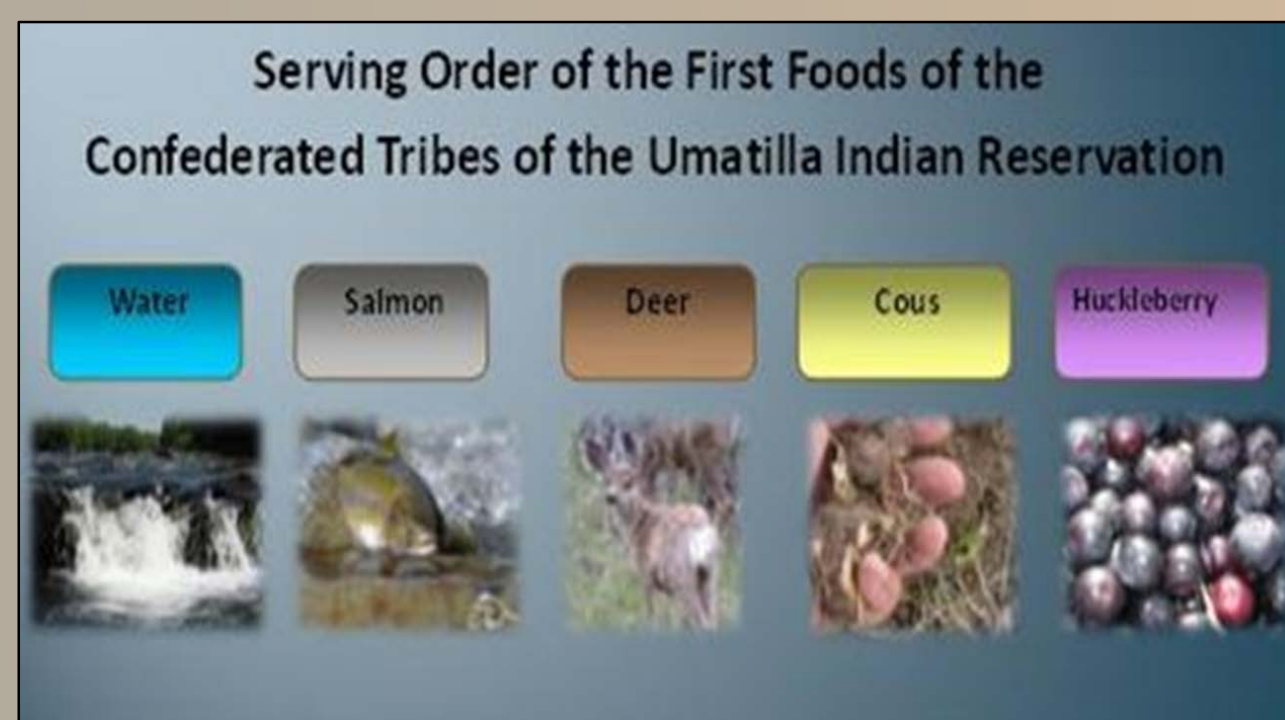 Serving Order of the First Foods of the
Confederated Tribes of the Umatilla Indian Reservation
Water
Salmon
Deer
Cous
Huckleberry